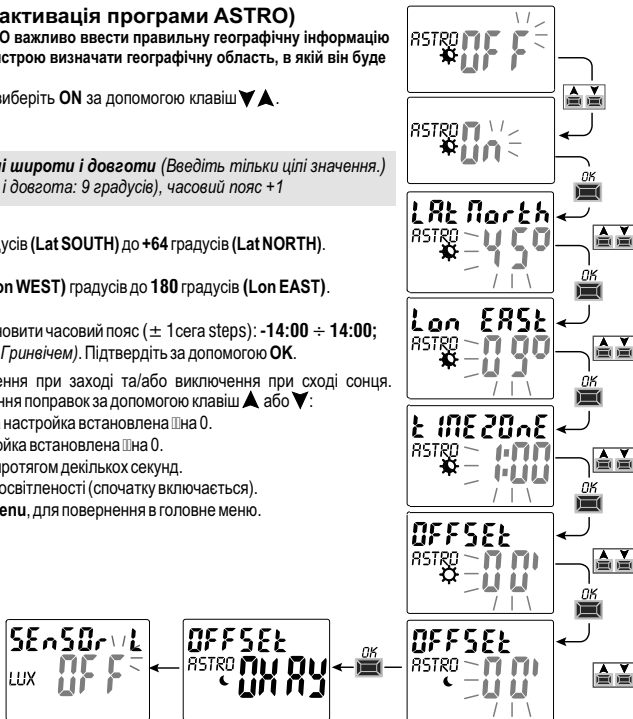 активація програми ASTRO)
О важливо ввести правильну географічну інформацію
строю визначати географічну область, в якій він буде
виберіть ON за допомогою клавіш ▼▲.
і широти і довготи (Введіть тільки цілі значення.)
і довгота: 9 градусів), часовий пояс +1
дусів (Lat SOUTH) до +64 градусів (Lat NORTH).
on WEST) градусів до 180 градусів (Lon EAST).
новити часовий пояс (± 1сега steps): -14:00 ÷ 14:00;
Гринвічем). Підтвердіть за допомогою OK.
ення при заході та/або виключення при сході сонця.
ння поправок за допомогою клавіш ▲ або ▼:
а настройка встановлена на 0.
ойка встановлена на 0.
протягом декількох секунд.
освітленості (спочатку включається).
enu, для повернення в головне меню.
ASTRO OFF
ASTRO On
OK
LAt North
ASTRO 45°
OK
Lon EASt
ASTRO 09°
OK
tIMEZOnE
ASTRO 1:00
OK
OFFSEt
ASTRO 00'
OK
OFFSEt
ASTRO 00'
OK
OFFSEt
ASTRO OKAY
SEnSOr L
LUX OFF